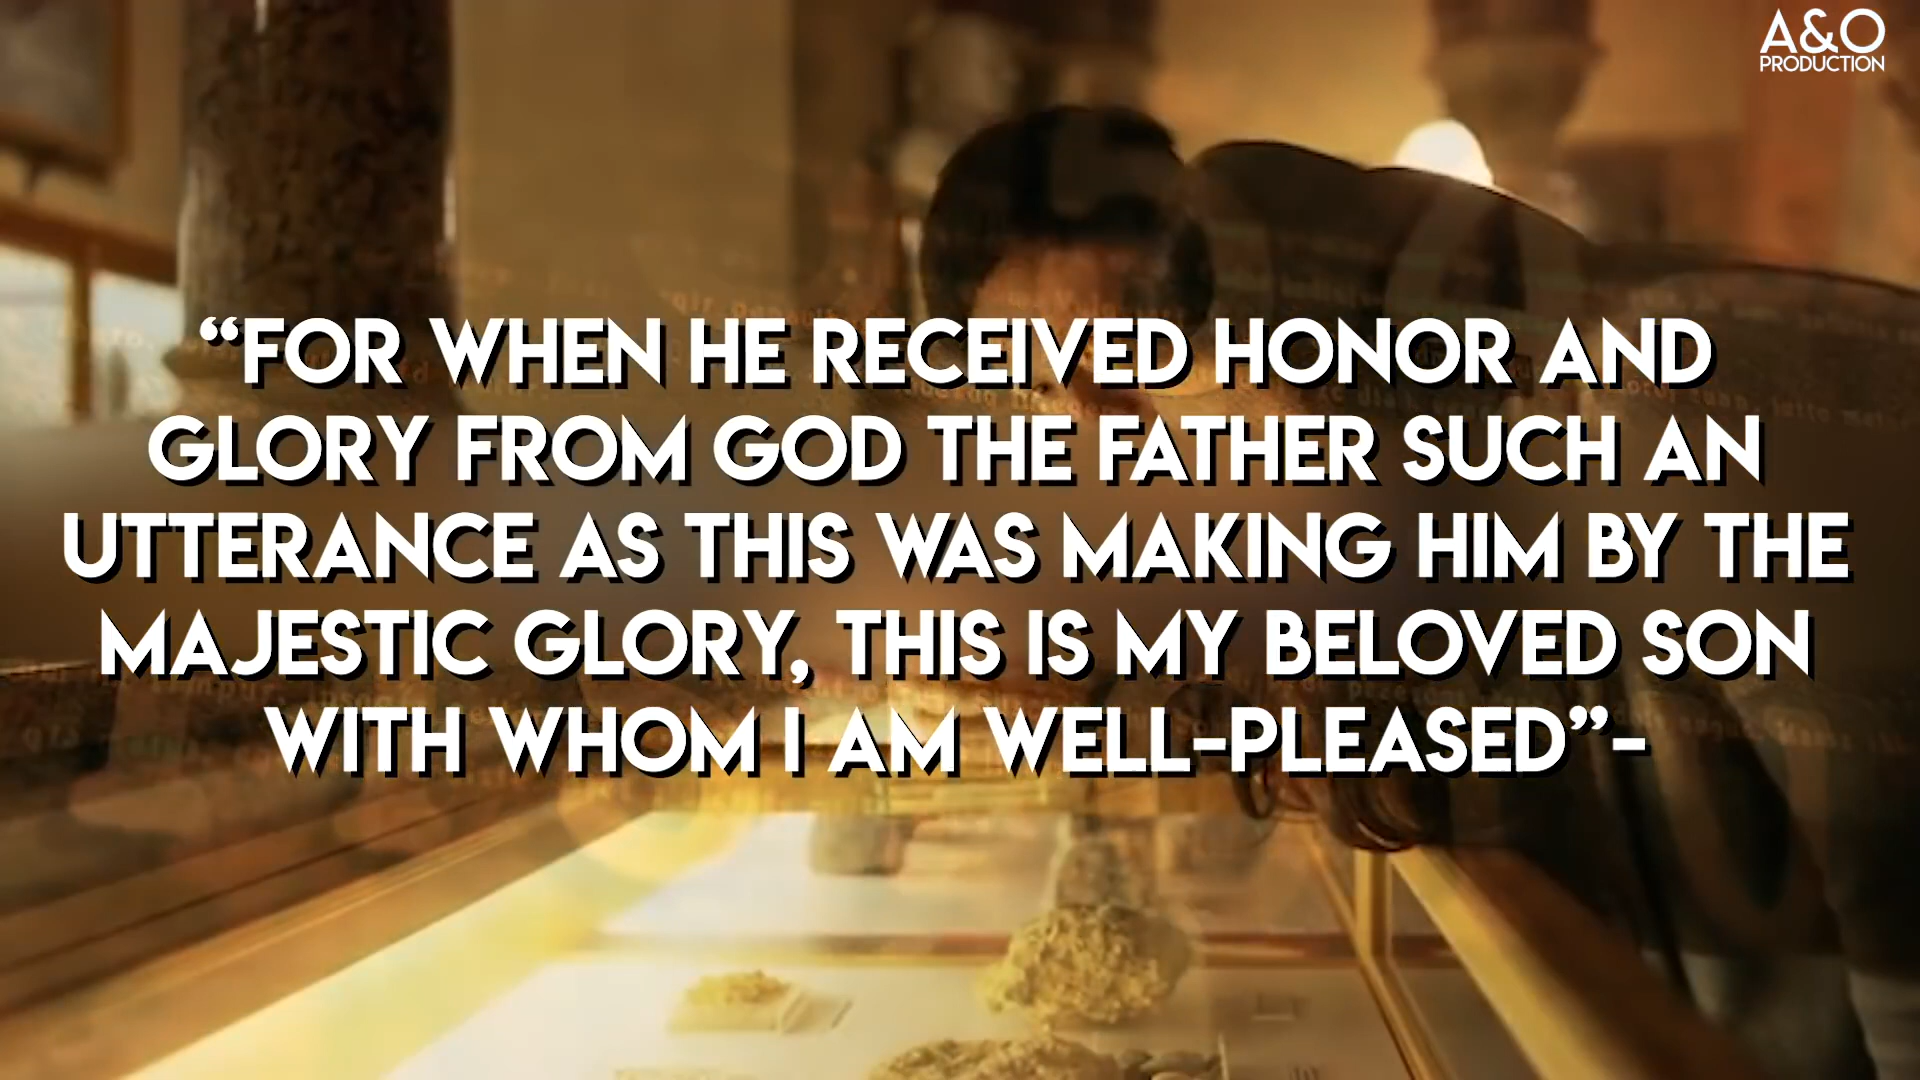 A&O
PRODUCTION
“FOR WHEN HE RECEIVED HONOR AND
GLORY FROM GOD THE FATHER SUCH AN
UTTERANCE AS THIS WAS MAKING HIM BY THE
MAJESTIC GLORY, THIS IS MY BELOVED SON
WITH WHOM I AM WELL-PLEASED”-